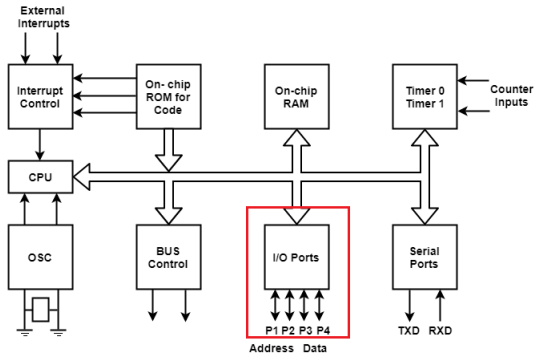 External
Interrupts
Interrupt
Control
On- chip
ROM for
Code
On-chip
RAM
Timer 0
Timer 1
Counter
Inputs
CPU
OSC
BUS
Control
I/O Ports
Serial
Ports
P1 P2 P3 P4
TXD RXD
Address Data